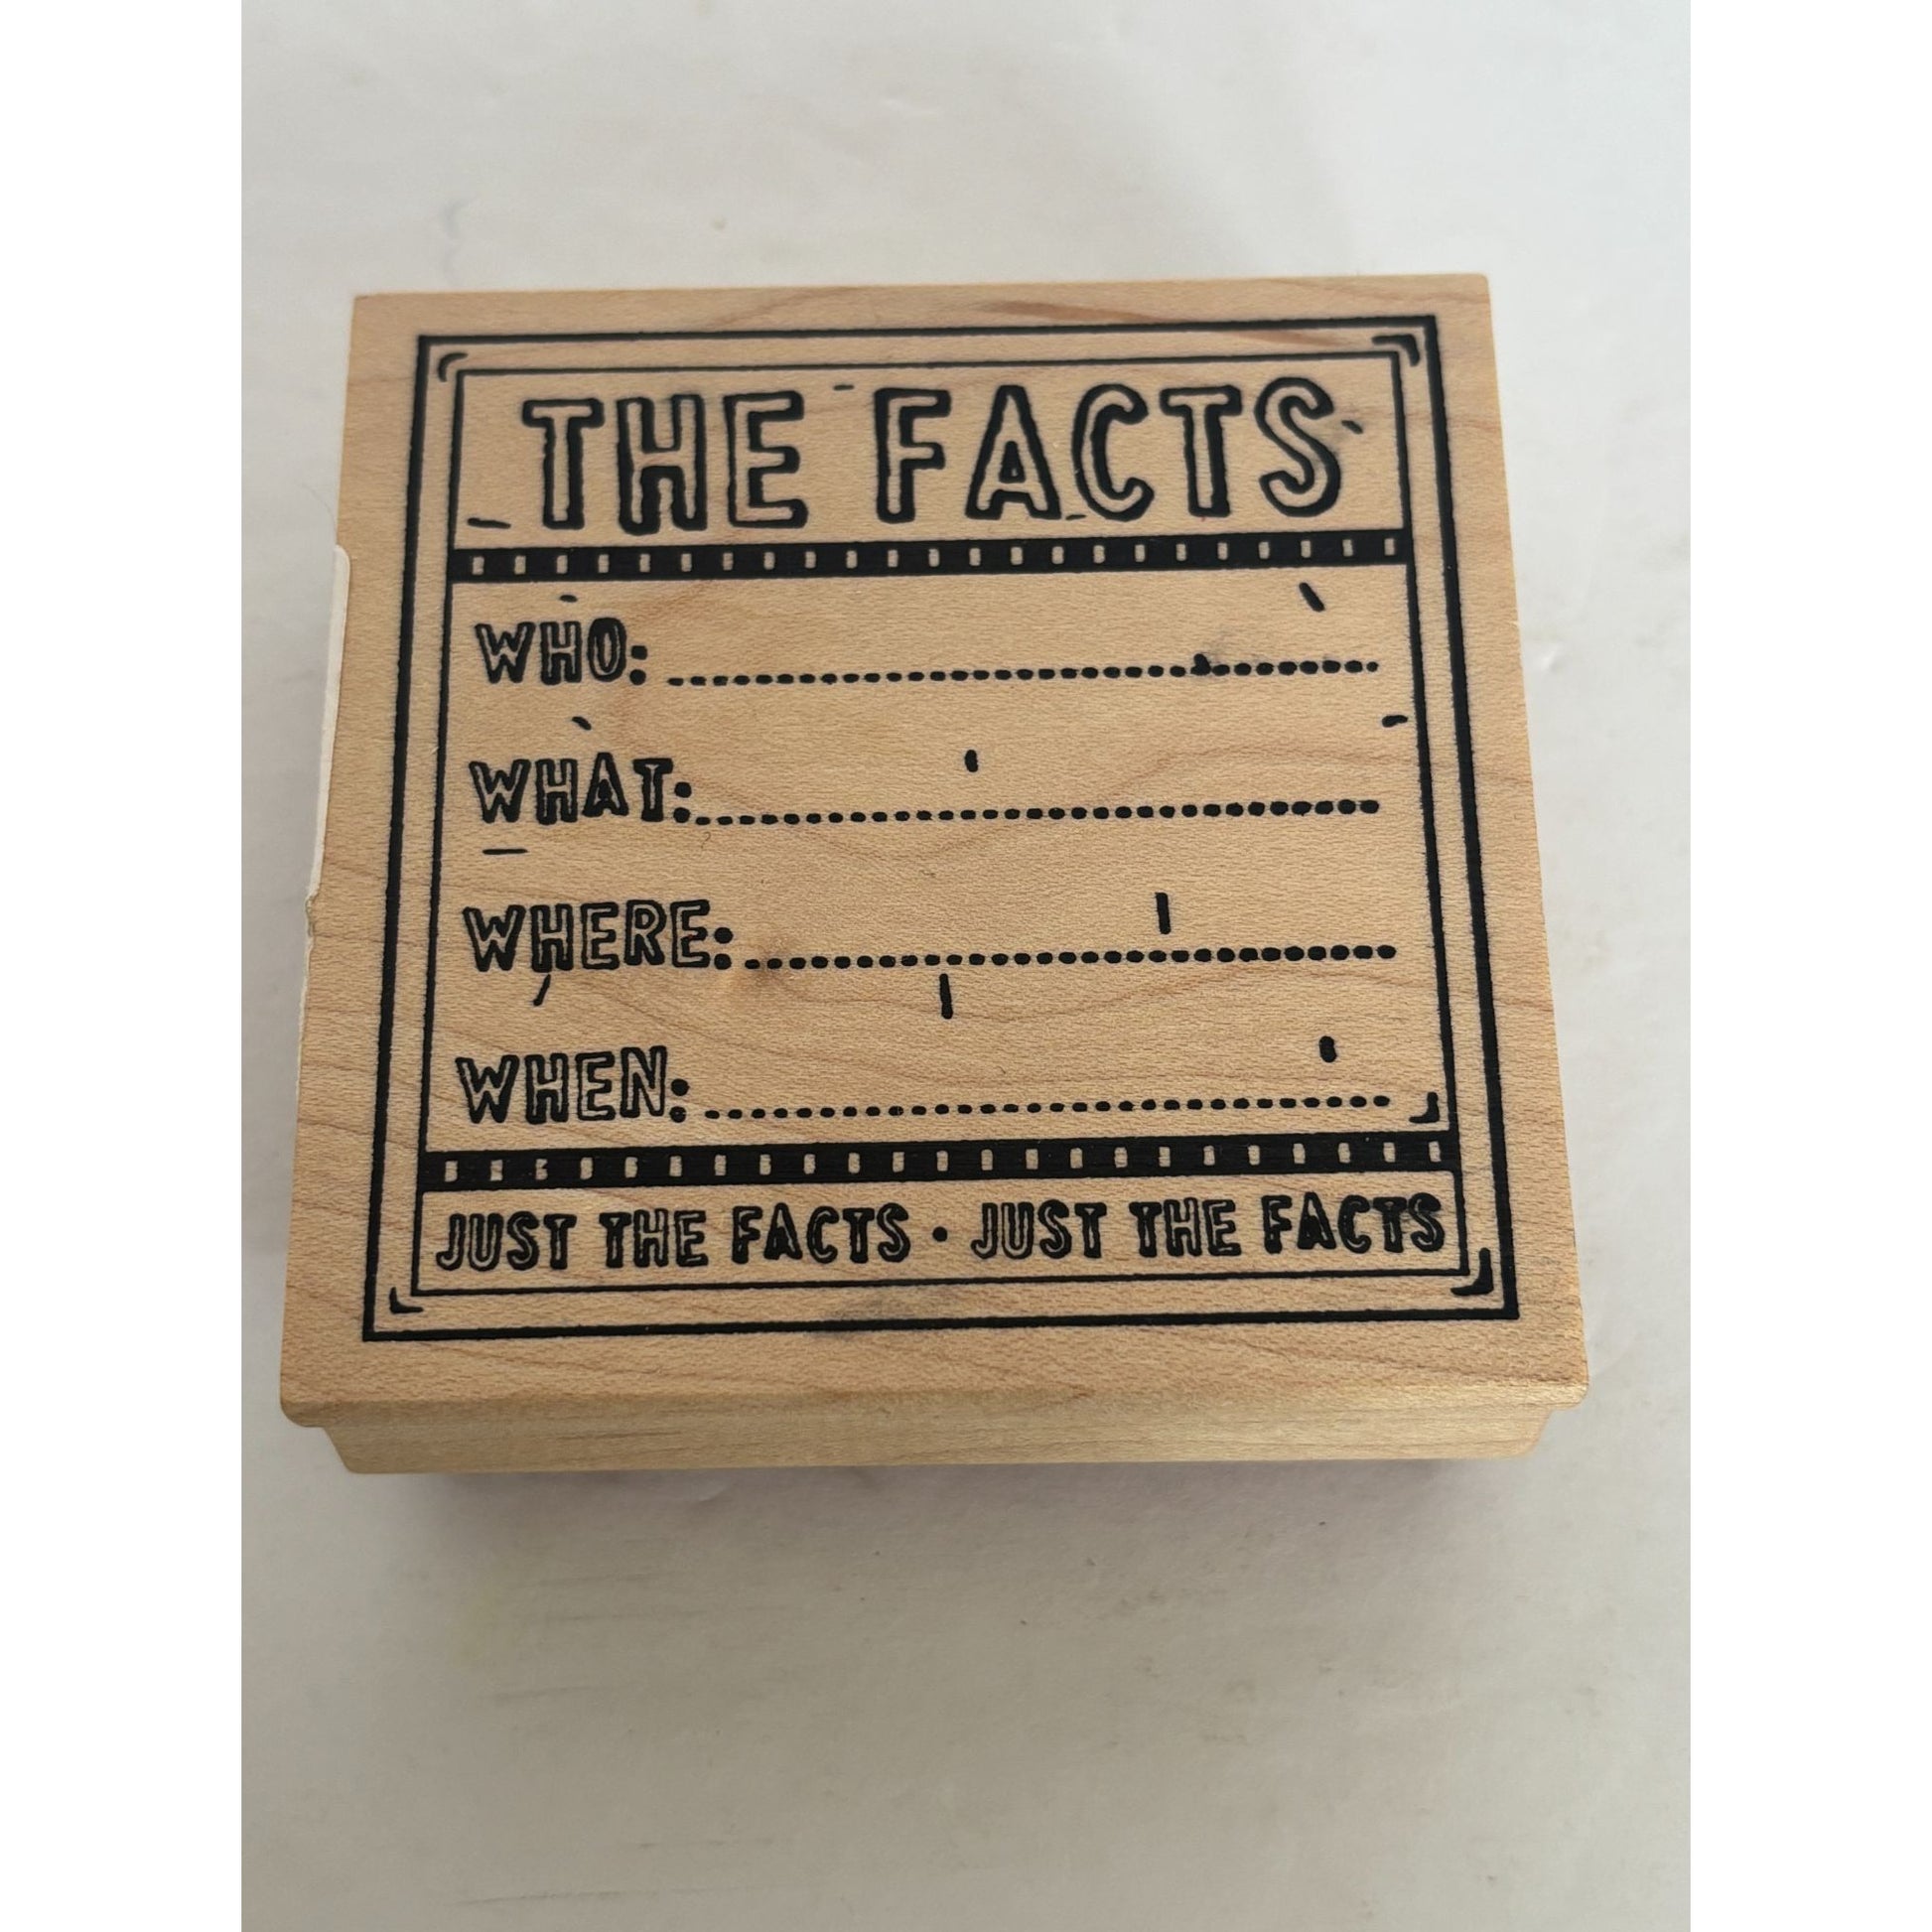 THE FACTS
WHO:
WHAT:
WHERE:
WHEN:
JUST THE FACTS • JUST THE FACTS